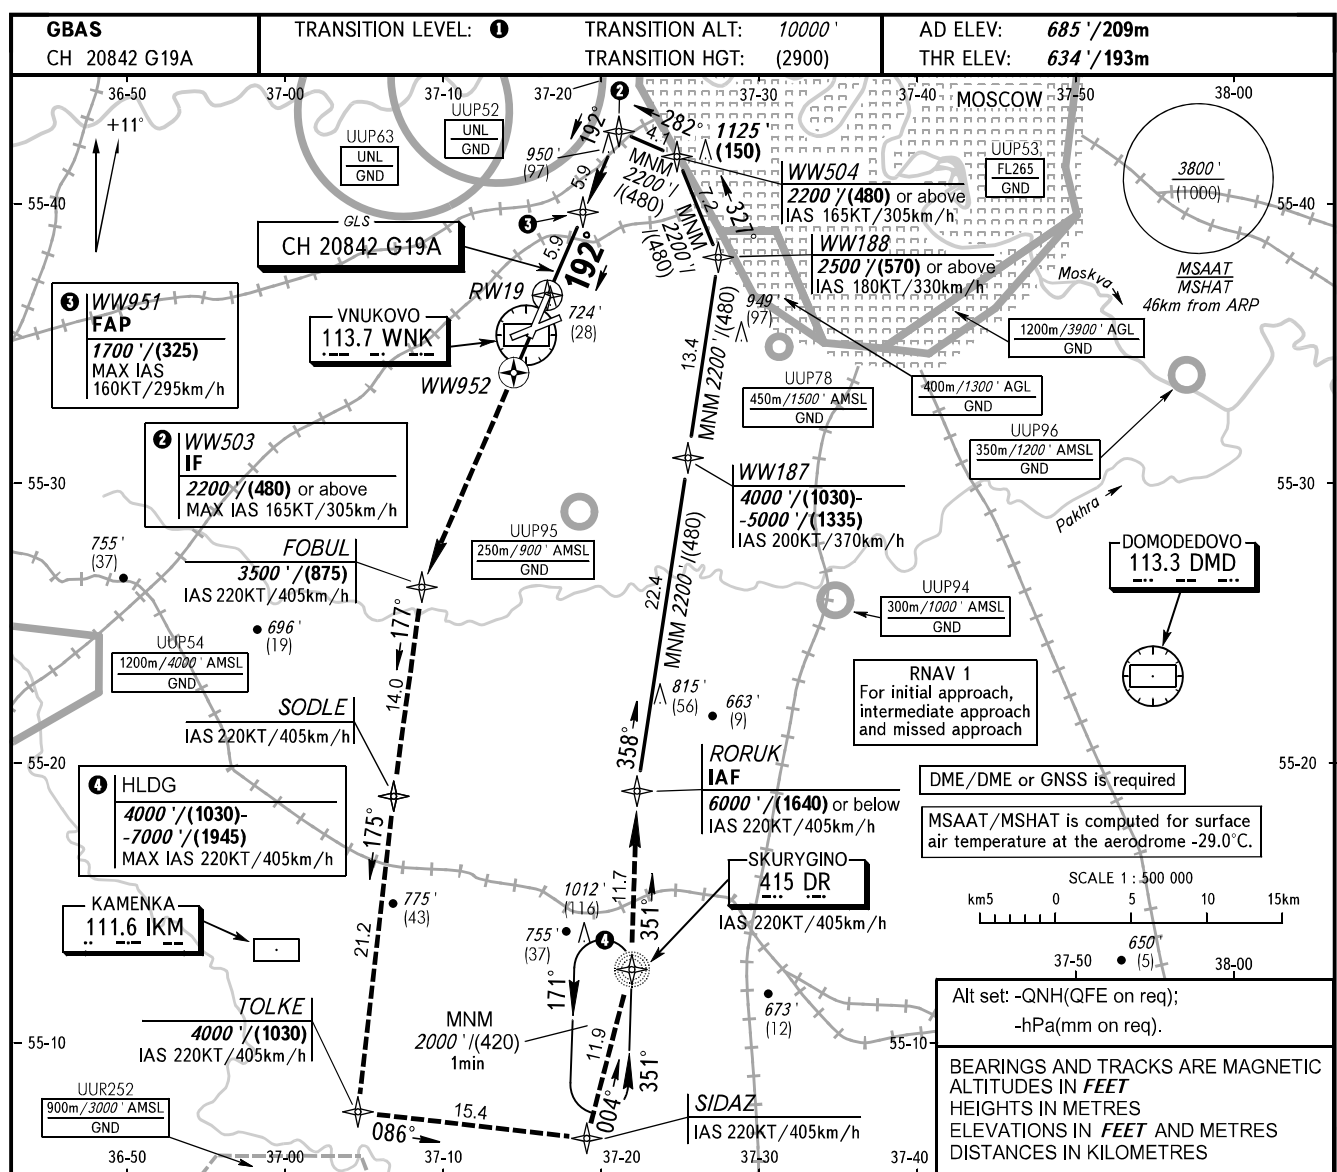 GBAS
CH 20842 G19A
TRANSITION LEVEL: ❶
TRANSITION ALT: 10000'
TRANSITION HGT: (2900)
AD ELEV: 685'/209m
THR ELEV: 634'/193m
36-50
37-00
37-10
37-20
37-30
37-40
37-50
38-00
+11°
UUP63
UNL
GND
UUP52
UNL
GND
❷
192°
282°
4.1
950'
(97)
5.9
MNM
2200'/
/(480)
1125'
(150)
MOSCOW
UUP53
FL265
GND
3800'
(1000)
MSAAT
MSHAT
46km from ARP
WW504
2200'/(480) or above
IAS 165KT/305km/h
7.2
327°
MNM
2200'/
/(480)
55-40
55-40
❸
GLS
CH 20842 G19A
5.9
192°
WW188
2500'/(570) or above
IAS 180KT/330km/h
Moskva
❸ WW951
FAP
1700'/(325)
MAX IAS
160KT/295km/h
RW19
724'
(28)
VNUKOVO
113.7 WNK
WW952
949
(97)
13.4
MNM 2200'/(480)
1200m/3900' AGL
GND
400m/1300' AGL
GND
UUP78
450m/1500' AMSL
GND
UUP96
350m/1200' AMSL
GND
❷ WW503
IF
2200'/(480) or above
MAX IAS 165KT/305km/h
55-30
55-30
WW187
4000'/(1030)-
-5000'/(1335)
IAS 200KT/370km/h
Pakhra
755'
(37)
FOBUL
3500'/(875)
IAS 220KT/405km/h
UUP95
250m/900' AMSL
GND
22.4
MNM 2200'/(480)
DOMODEDOVO
113.3 DMD
UUP94
300m/1000' AMSL
GND
696'
(19)
UUP54
1200m/4000' AMSL
GND
177°
14.0
RNAV 1
For initial approach,
intermediate approach
and missed approach
815'
(56)
663'
(9)
SODLE
IAS 220KT/405km/h
358°
RORUK
IAF
6000'/(1640) or below
IAS 220KT/405km/h
55-20
55-20
❹ HLDG
4000'/(1030)-
-7000'/(1945)
MAX IAS 220KT/405km/h
175°
DME/DME or GNSS is required
MSAAT/MSHAT is computed for surface
air temperature at the aerodrome -29.0°C.
SKURYGINO
415 DR
IAS 220KT/405km/h
SCALE 1 : 500 000
km5 0 5 10 15km
11.7
351°
775'
(43)
1012'
(116)
755'
(37)
❹
KAMENKA
111.6 IKM
21.2
650'
(5)
37-50
38-00
171°
673'
(12)
TOLKE
4000'/(1030)
IAS 220KT/405km/h
MNM
2000'/(420)
1min
11.9
351°
004°
Alt set: -QNH(QFE on req);
-hPa(mm on req).
55-10
55-10
UUR252
900m/3000' AMSL
GND
15.4
086°
SIDAZ
IAS 220KT/405km/h
BEARINGS AND TRACKS ARE MAGNETIC
ALTITUDES IN FEET
HEIGHTS IN METRES
ELEVATIONS IN FEET AND METRES
DISTANCES IN KILOMETRES
36-50
37-00
37-10
37-20
37-30
37-40